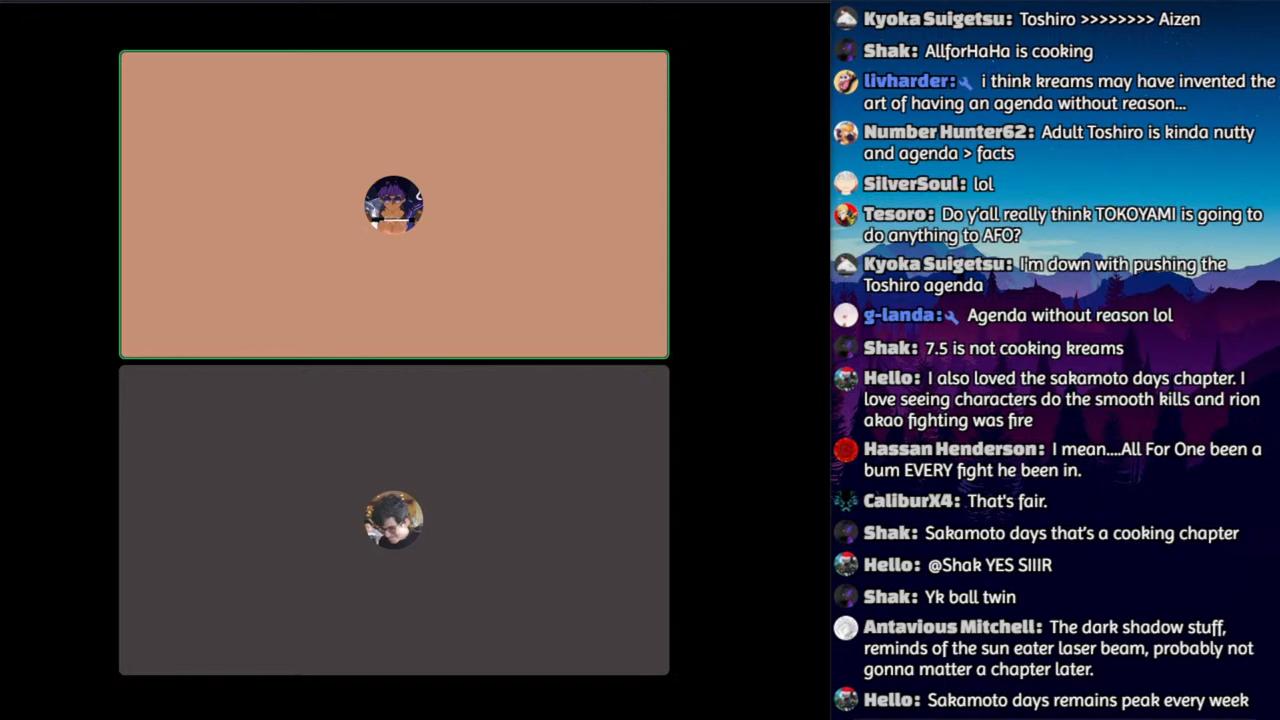 Kyoka Suigetsu: Toshiro >>>>>>>> Aizen
Shak: AllforHaHa is cooking
livharder: i think kreams may have invented the
art of having an agenda without reason...
Number Hunter62: Adult Toshiro is kinda nutty
and agenda > facts
SilverSoul: lol
Tesoro: Do y'all really think TOKOYAMI is going to
do anything to AFO?
Kyoka Suigetsu: I'm down with pushing the
Toshiro agenda
g-landa: Agenda without reason lol
Shak: 7.5 is not cooking kreams
Hello: I also loved the sakamoto days chapter. I
love seeing characters do the smooth kills and rion
akao fighting was fire
Hassan Henderson: I mean....All For One been a
bum EVERY fight he been in.
CaliburX4: That's fair.
Shak: Sakamoto days that's a cooking chapter
Hello: @Shak YES SIIIR
Shak: Yk ball twin
Antavious Mitchell: The dark shadow stuff,
reminds of the sun eater laser beam, probably not
gonna matter a chapter later.
Hello: Sakamoto days remains peak every week